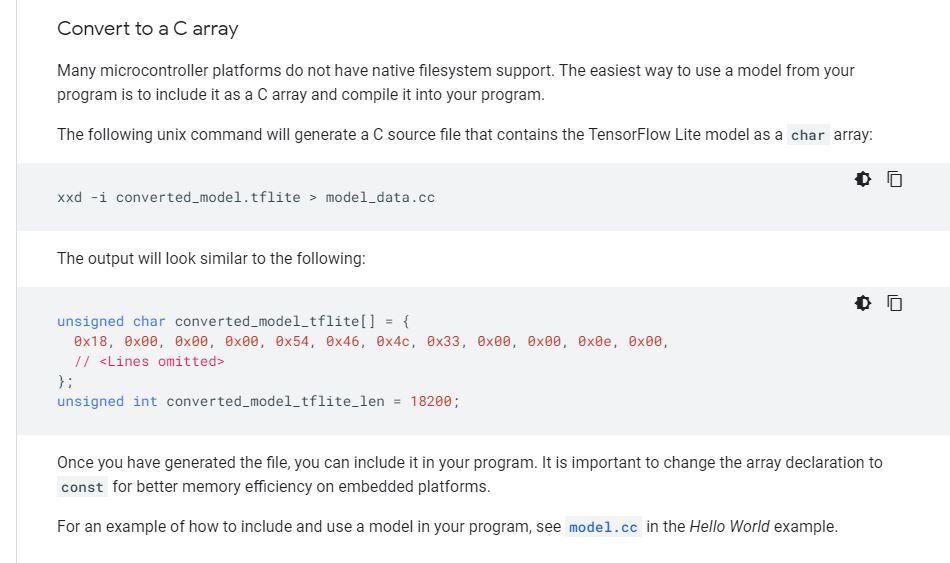 Convert to a C array
Many microcontroller platforms do not have native filesystem support. The easiest way to use a model from your
program is to include it as a C array and compile it into your program.
The following unix command will generate a C source file that contains the TensorFlow Lite model as a char array:
xxd -i converted_model.tflite > model_data.cc
The output will look similar to the following:
unsigned char converted_model_tflite[] = {
  0x18, 0x00, 0x00, 0x00, 0x54, 0x46, 0x4c, 0x33, 0x00, 0x00, 0x0e, 0x00,
  // <Lines omitted>
};
unsigned int converted_model_tflite_len = 18200;
Once you have generated the file, you can include it in your program. It is important to change the array declaration to
const for better memory efficiency on embedded platforms.
For an example of how to include and use a model in your program, see model.cc in the Hello World example.